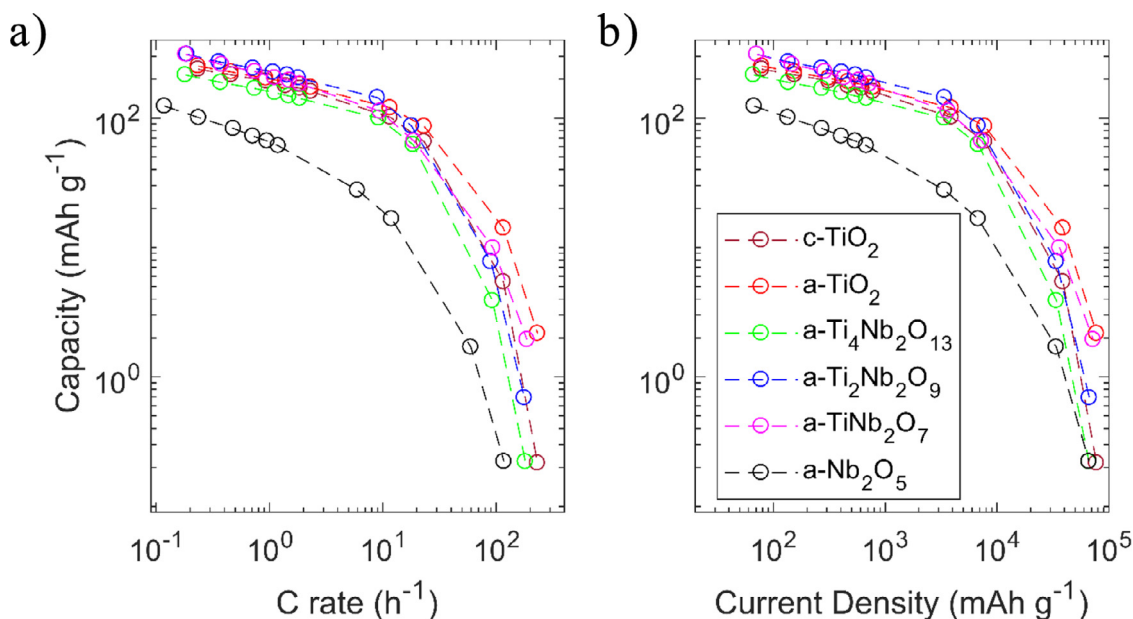 a)
b)
Capacity (mAh g⁻¹)
10²
10⁰
10⁻¹
10⁰
10¹
10²
C rate (h⁻¹)
10²
10⁰
c-TiO₂
a-TiO₂
a-Ti₄Nb₂O₁₃
a-Ti₂Nb₂O₉
a-TiNb₂O₇
a-Nb₂O₅
10²
10³
10⁴
10⁵
Current Density (mAh g⁻¹)